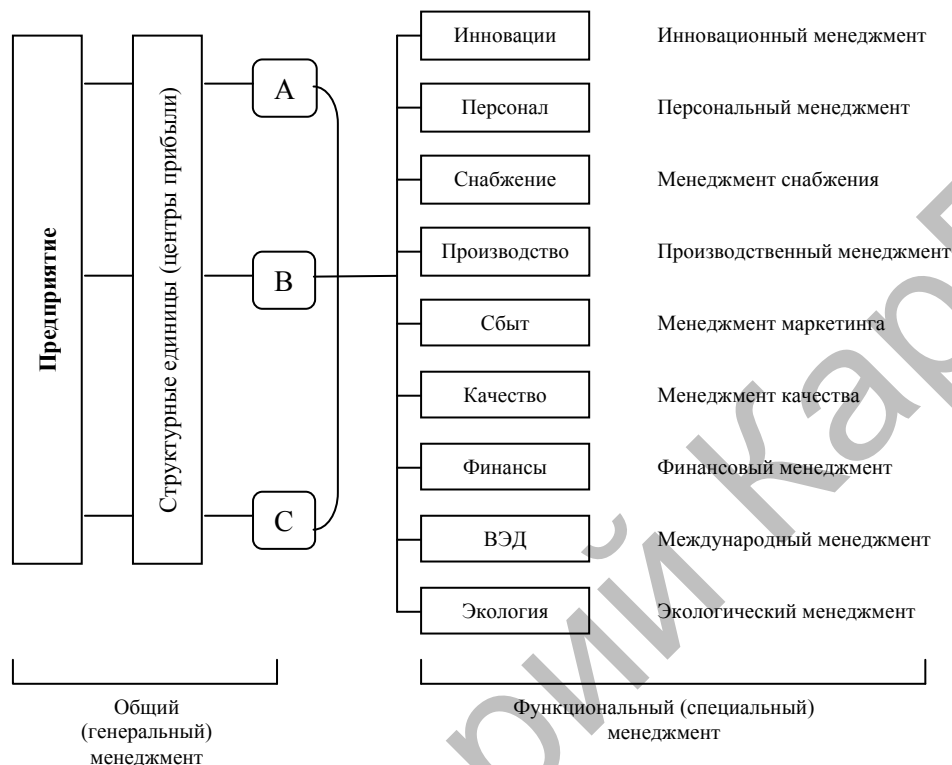 Предприятие
Структурные единицы (центры прибыли)
А
В
С
Инновации
Инновационный менеджмент
Персонал
Персональный менеджмент
Снабжение
Менеджмент снабжения
Производство
Производственный менеджмент
Сбыт
Менеджмент маркетинга
Качество
Менеджмент качества
Финансы
Финансовый менеджмент
ВЭД
Международный менеджмент
Экология
Экологический менеджмент
Общий
(генеральный)
менеджмент
Функциональный (специальный)
менеджмент